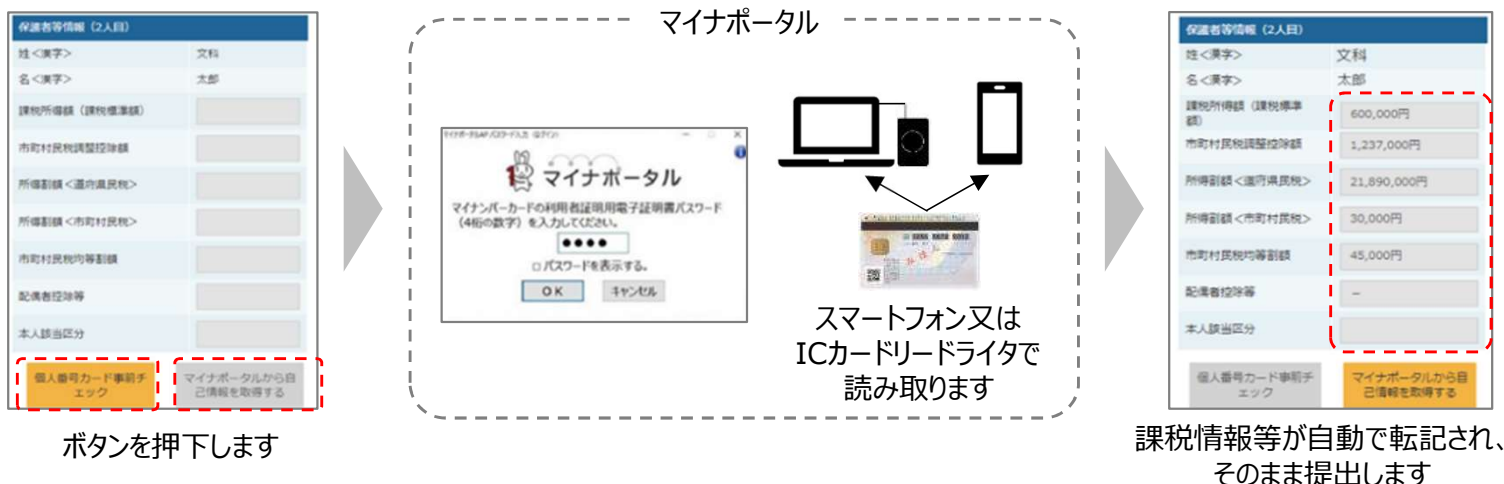 保護者等情報（2人目）
姓<漢字> 文科
名<漢字> 太郎
課税所得額（課税標準額）
市町村民税調整控除額
所得割額<道府県民税>
所得割額<市町村民税>
市町村民税均等割額
配偶者控除等
本人該当区分
個人番号カード事前チ
ェック
マイナポータルから自
己情報を取得する
ボタンを押下します
マイナポータル
マイナポータル
マイナンバーカードの利用者証明用電子証明書パスワード
(4桁の数字) を入力してください。
●●●●
□パスワードを表示する。
OK キャンセル
スマートフォン又は
ICカードリードライタで
読み取ります
保護者等情報（2人目）
姓<漢字> 文科
名<漢字> 太郎
課税所得額（課税標準
額） 600,000円
市町村民税調整控除額 1,237,000円
所得割額<道府県民税> 21,890,000円
所得割額<市町村民税> 30,000円
市町村民税均等割額 45,000円
配偶者控除等 －
本人該当区分
個人番号カード事前チ
ェック
マイナポータルから自
己情報を取得する
課税情報等が自動で転記され、
そのまま提出します